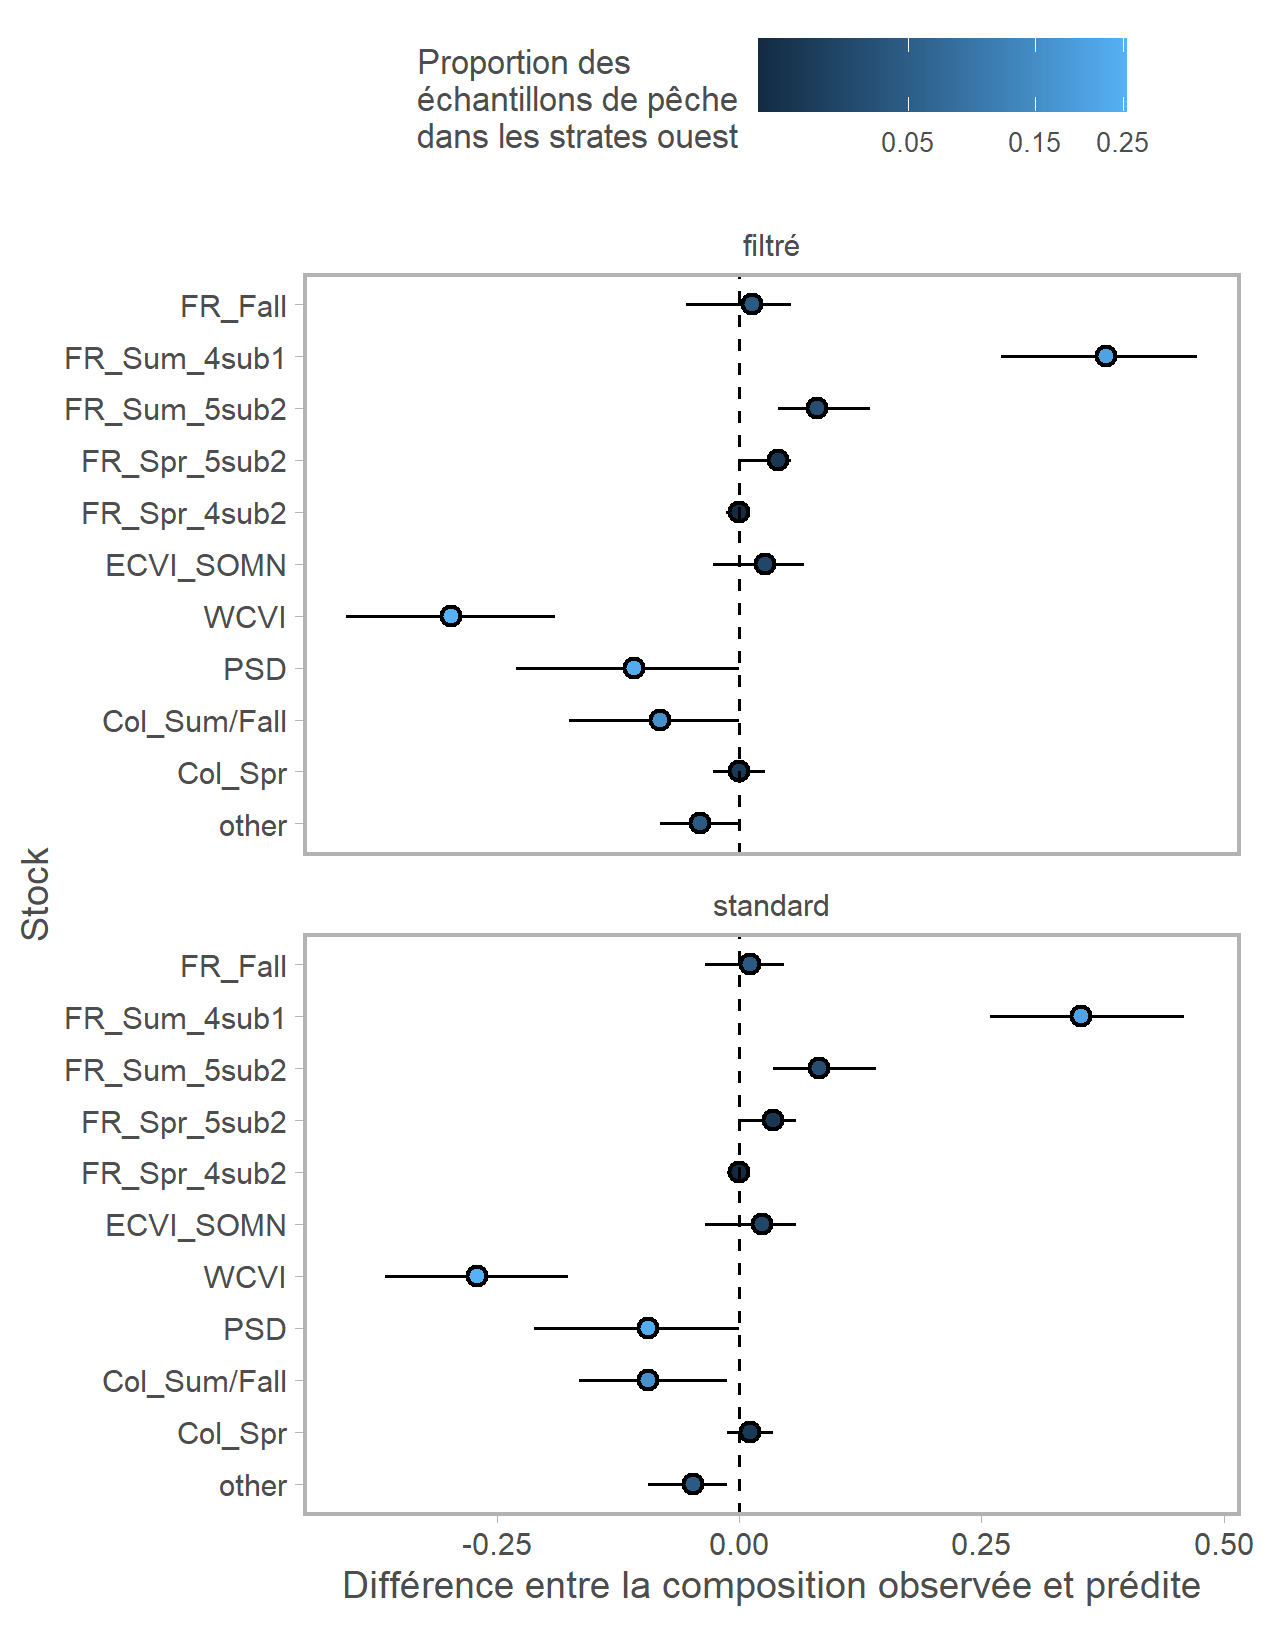 Proportion des
échantillons de pêche
dans les strates ouest
0.05 0.15 0.25
filtré
FR_Fall
FR_Sum_4sub1
FR_Sum_5sub2
FR_Spr_5sub2
FR_Spr_4sub2
ECVI_SOMN
WCVI
PSD
Col_Sum/Fall
Col_Spr
other
Stock
standard
FR_Fall
FR_Sum_4sub1
FR_Sum_5sub2
FR_Spr_5sub2
FR_Spr_4sub2
ECVI_SOMN
WCVI
PSD
Col_Sum/Fall
Col_Spr
other
-0.25 0.00 0.25 0.50
Différence entre la composition observée et prédite